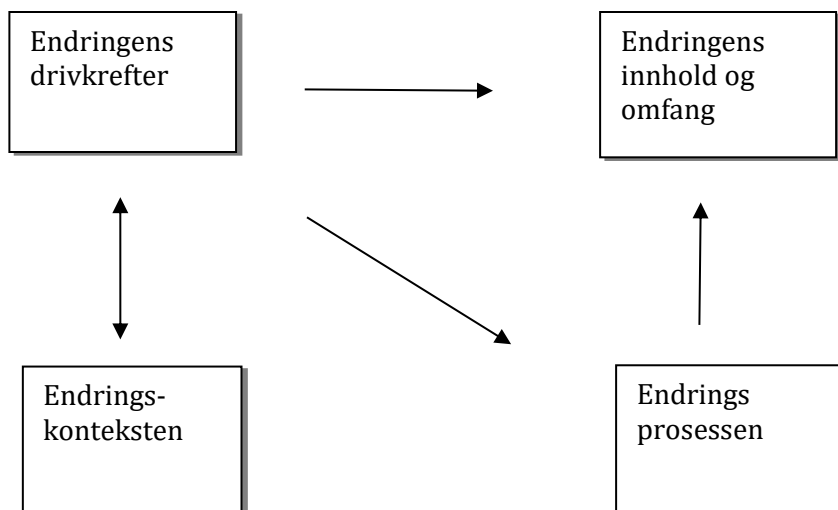 Endringens
drivkrefter
Endringens
innhold og
omfang
Endrings-
konteksten
Endrings
prosessen